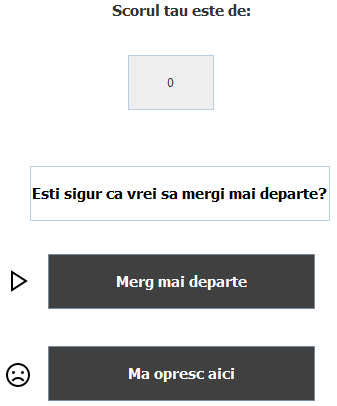 Scorul tau este de:
0
Esti sigur ca vrei sa mergi mai departe?
Merg mai departe
Ma opresc aici